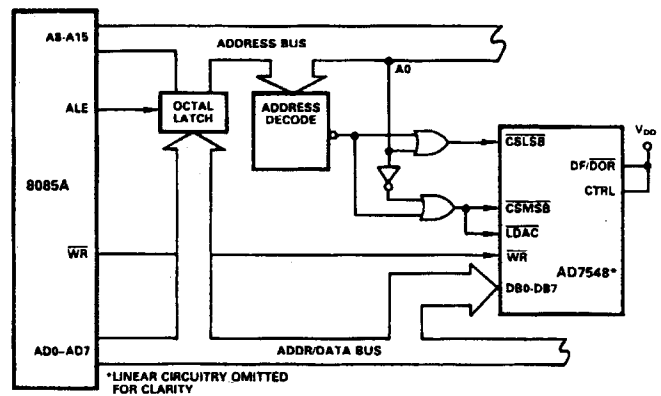 A8-A15
ADDRESS BUS
A0
ALE
OCTAL
LATCH
ADDRESS
DECODE
8085A
CSLSB
VDD
DF/DOR
CTRL
CSMSB
LDAC
WR
WR
AD7548*
DB0-DB7
AD0–AD7
ADDR/DATA BUS
*LINEAR CIRCUITRY OMITTED
FOR CLARITY